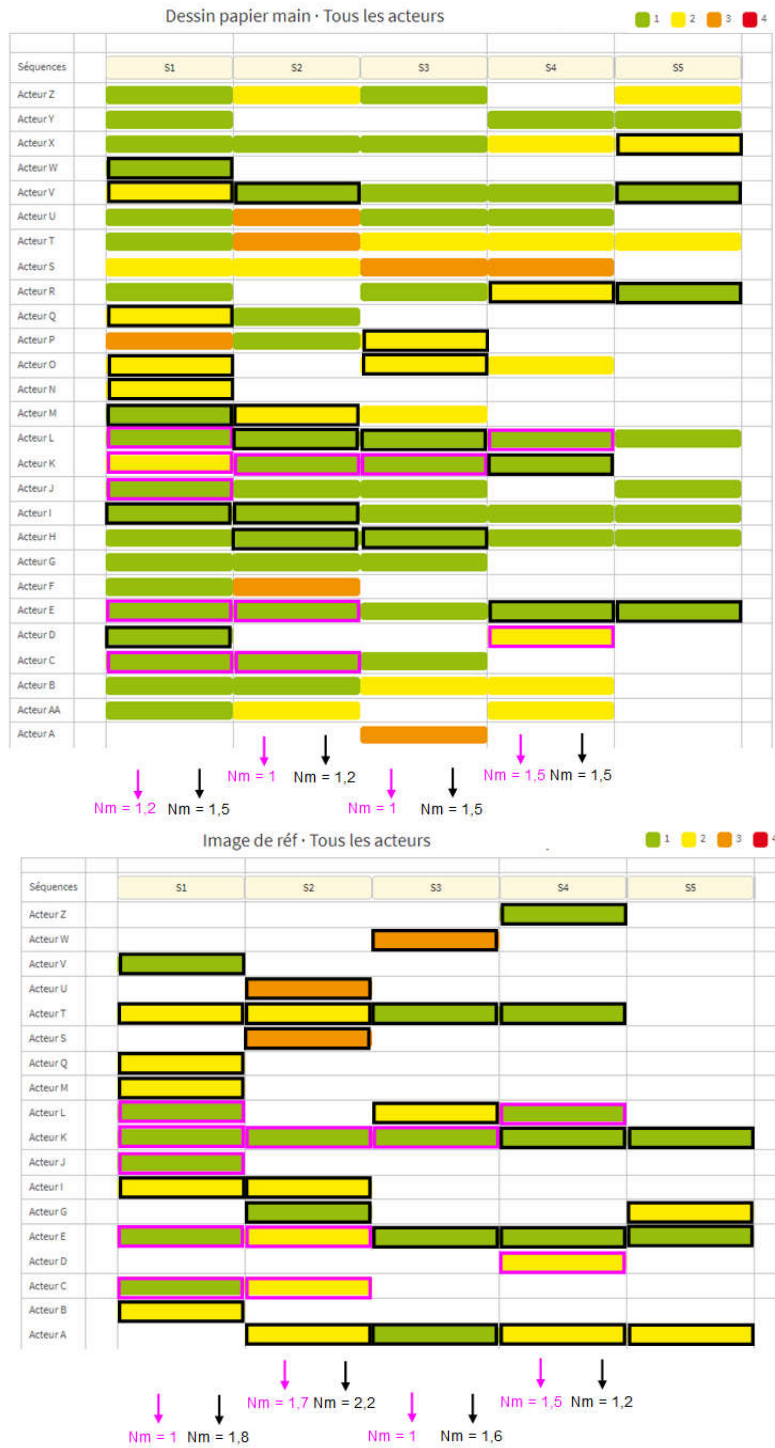 Dessin papier main · Tous les acteurs
1 2 3 4
Séquences S1 S2 S3 S4 S5
Acteur Z
Acteur Y
Acteur X
Acteur W
Acteur V
Acteur U
Acteur T
Acteur S
Acteur R
Acteur Q
Acteur P
Acteur O
Acteur N
Acteur M
Acteur L
Acteur K
Acteur J
Acteur I
Acteur H
Acteur G
Acteur F
Acteur E
Acteur D
Acteur C
Acteur B
Acteur AA
Acteur A
Nm = 1 Nm = 1,2 Nm = 1,5 Nm = 1,5
Nm = 1,2 Nm = 1,5 Nm = 1 Nm = 1,5
Image de réf · Tous les acteurs
1 2 3 4
Séquences S1 S2 S3 S4 S5
Acteur Z
Acteur W
Acteur V
Acteur U
Acteur T
Acteur S
Acteur Q
Acteur M
Acteur L
Acteur K
Acteur J
Acteur I
Acteur G
Acteur E
Acteur D
Acteur C
Acteur B
Acteur A
Nm = 1,7 Nm = 2,2 Nm = 1,5 Nm = 1,2
Nm = 1 Nm = 1,8 Nm = 1 Nm = 1,6